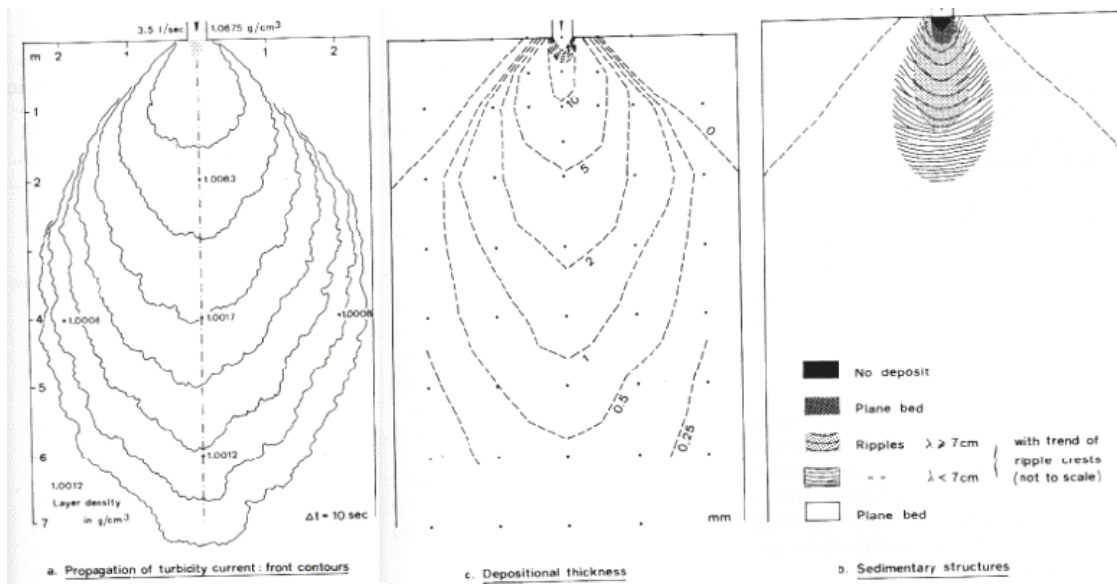 3.5 l/sec 1.0675 g/cm³
m 2 1 1 2
1
1.0083
2
4 1.0008 1.0017 1.0008
5
6 1.0012
1.0012
Layer density
in g/cm³
Δt = 10 sec
7
a. Propagation of turbidity current : front contours
10
0
5
2
1
0.5
0.25
mm
c. Depositional thickness
No deposit
Plane bed
Ripples λ ⩾ 7cm
-- λ < 7cm
with trend of
ripple crests
(not to scale)
Plane bed
b. Sedimentary structures